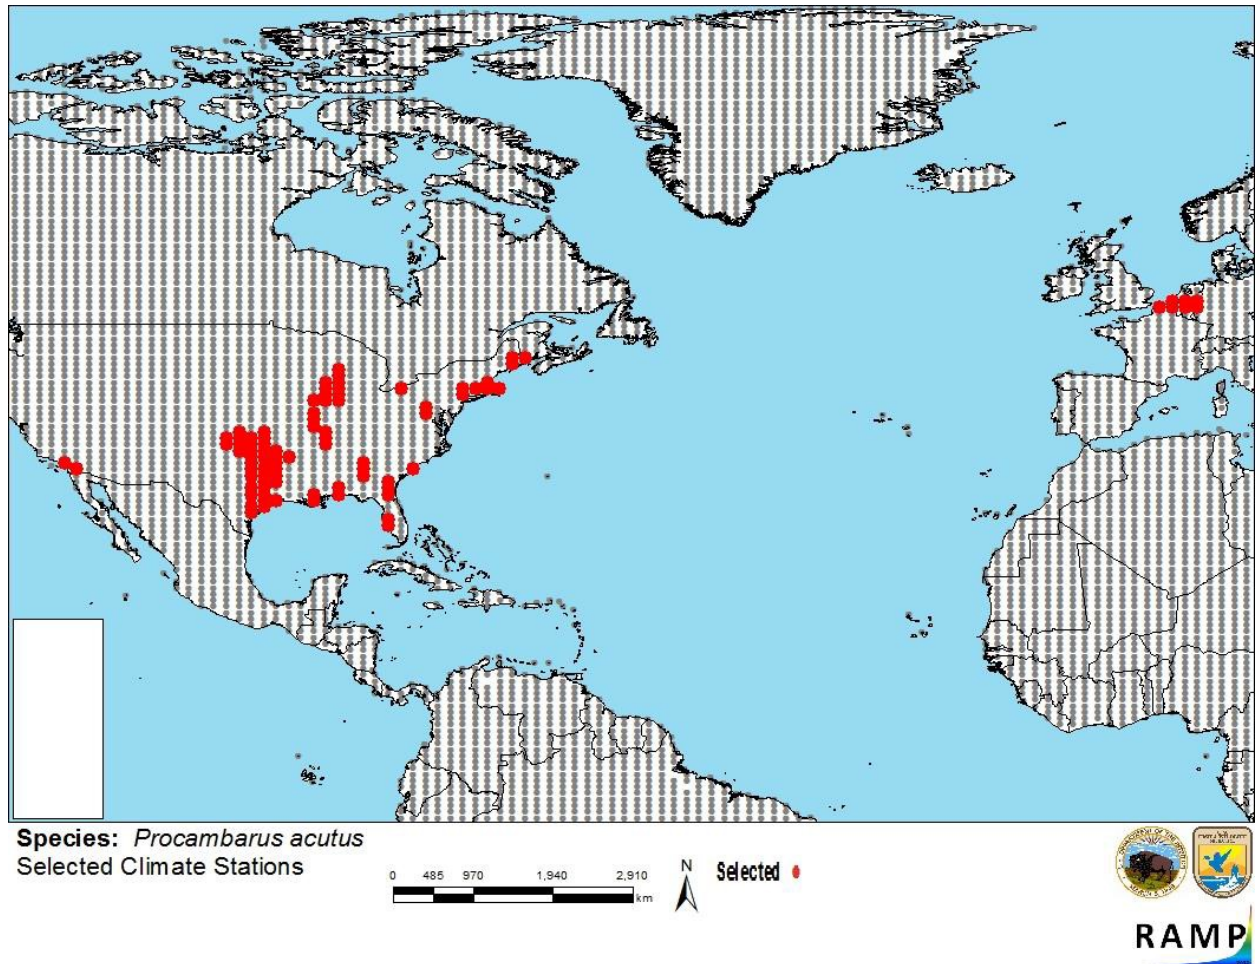 Species: Procambarus acutus
Selected Climate Stations
0 485 970 1,940 2,910
km
N
Selected
RAMP